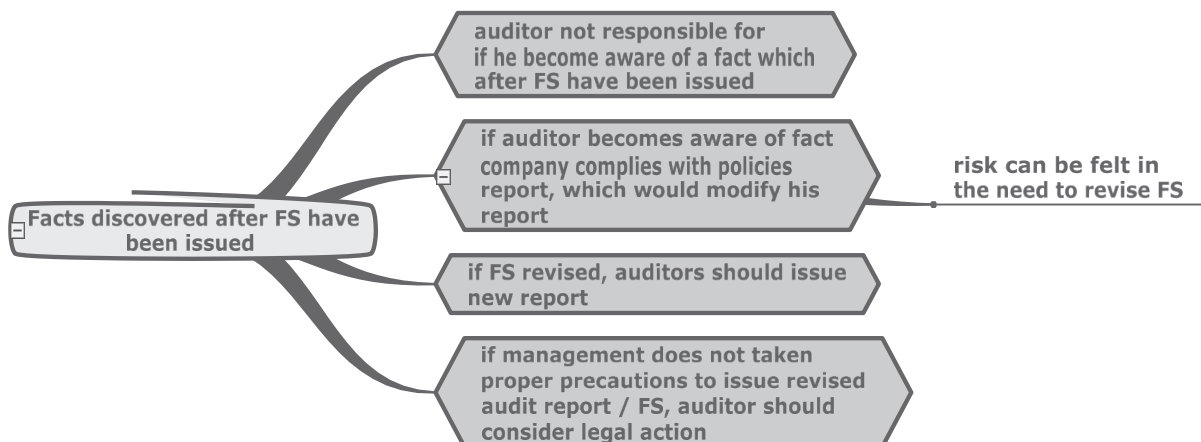 auditor not responsible for
if he become aware of a fact which
after FS have been issued
if auditor becomes aware of fact
company complies with policies
report, which would modify his
report
risk can be felt in
the need to revise FS
Facts discovered after FS have
been issued
if FS revised, auditors should issue
new report
if management does not taken
proper precautions to issue revised
audit report / FS, auditor should
consider legal action